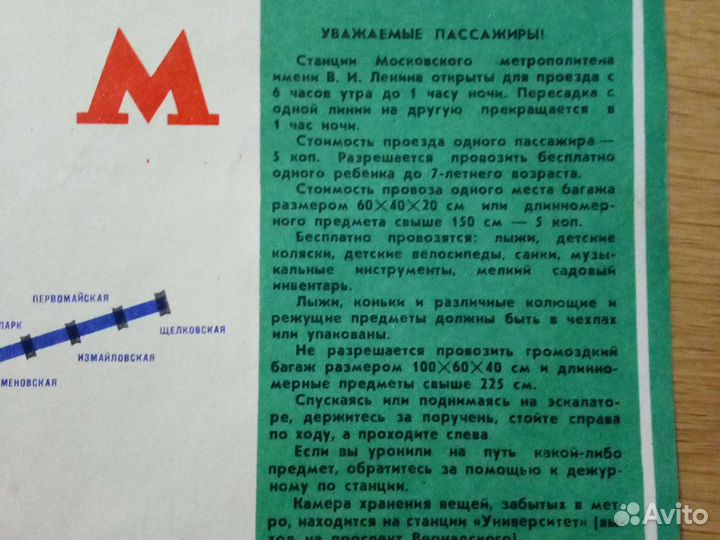 М
УВАЖАЕМЫЕ ПАССАЖИРЫ!
Станции Московского метрополитена
имени В. И. Ленина открыты для проезда с
6 часов утра до 1 часу ночи. Пересадка с
одной линии на другую прекращается в
1 час ночи.
Стоимость проезда одного пассажира —
5 коп. Разрешается провозить бесплатно
одного ребенка до 7-летнего возраста.
Стоимость провоза одного места багажа
размером 60×40×20 см или длинномер-
ного предмета свыше 150 см — 5 коп.
Бесплатно провозятся: лыжи, детские
коляски, детские велосипеды, санки, музы-
кальные инструменты, мелкий садовый
инвентарь.
Лыжи, коньки и различные колющие и
режущие предметы должны быть в чехлах
или упакованы.
Не разрешается провозить громоздкий
багаж размером 100×60×40 см и длинно-
мерные предметы свыше 225 см.
Спускаясь или поднимаясь на эскалато-
ре, держитесь за поручень, стойте справа
по ходу, а проходите слева.
Если вы уронили на путь какой-либо
предмет, обратитесь за помощью к дежур-
ному по станции.
Камера хранения вещей, забытых в мет-
ро, находится на станции «Университет» (вы-
ход на проспект Вернадского)
ПЕРВОМАЙСКАЯ
ПАРК
ЩЕЛКОВСКАЯ
ИЗМАЙЛОВСКАЯ
МЕНОВСКАЯ
Avito